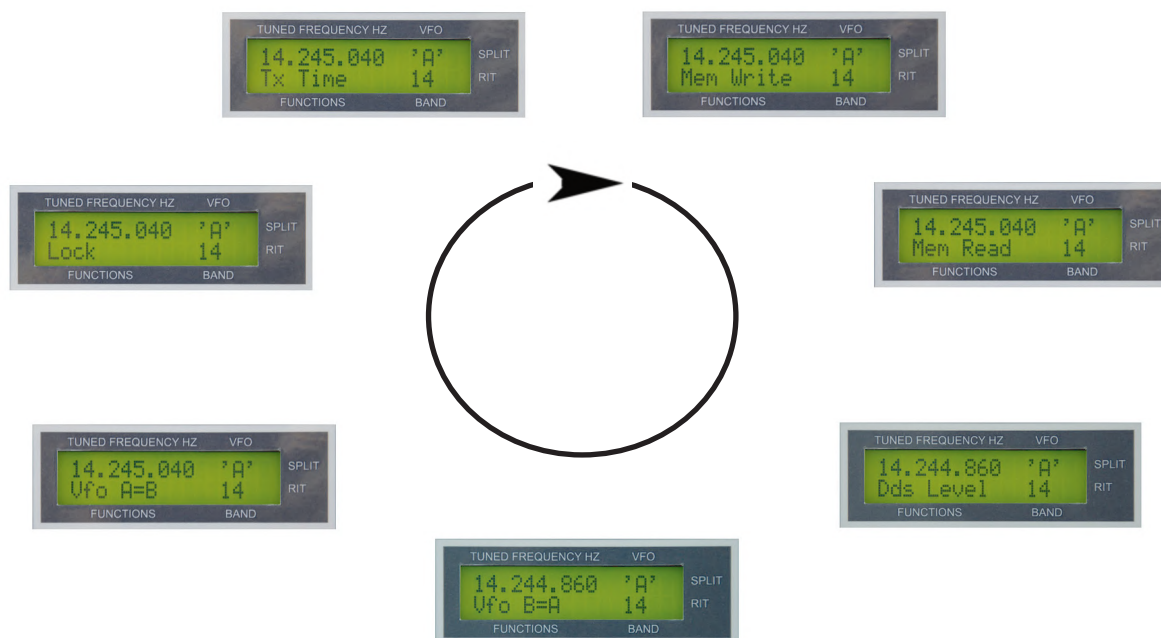 TUNED FREQUENCY HZ VFO
14.245.040 'A' SPLIT
Tx Time 14 RIT
FUNCTIONS BAND
TUNED FREQUENCY HZ VFO
14.245.040 'A' SPLIT
Mem Write 14 RIT
FUNCTIONS BAND
TUNED FREQUENCY HZ VFO
14.245.040 'A' SPLIT
Lock 14 RIT
FUNCTIONS BAND
TUNED FREQUENCY HZ VFO
14.245.040 'A' SPLIT
Mem Read 14 RIT
FUNCTIONS BAND
TUNED FREQUENCY HZ VFO
14.245.040 'A' SPLIT
Vfo A=B 14 RIT
FUNCTIONS BAND
TUNED FREQUENCY HZ VFO
14.244.860 'A' SPLIT
Dds Level 14 RIT
FUNCTIONS BAND
TUNED FREQUENCY HZ VFO
14.244.860 'A' SPLIT
Vfo B=A 14 RIT
FUNCTIONS BAND